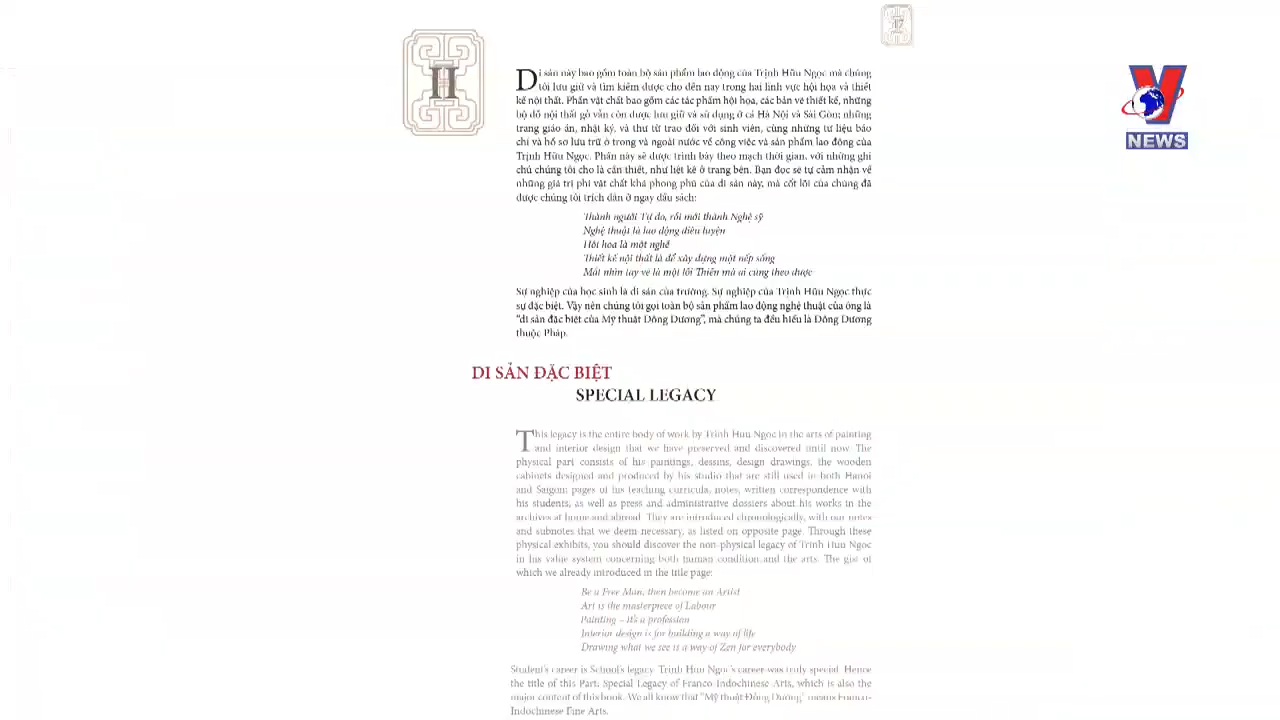 II
17
NEWS
Di sản này bao gồm toàn bộ sản phẩm lao động của Trịnh Hữu Ngọc mà chúng
tôi lưu giữ và tìm kiếm được cho đến nay trong hai lĩnh vực hội họa và thiết
kế nội thất. Phần vật chất bao gồm các tác phẩm hội họa, các bản vẽ thiết kế, những
bộ đồ nội thất gỗ vẫn còn được lưu giữ và sử dụng ở cả Hà Nội và Sài Gòn; những
trang giáo án, nhật ký, và thư từ trao đổi với sinh viên, cùng những tư liệu báo
chí và hồ sơ lưu trữ ở trong và ngoài nước về công việc và sản phẩm lao động của
Trịnh Hữu Ngọc. Phần này sẽ được trình bày theo mạch thời gian, với những ghi
chú chúng tôi cho là cần thiết, như liệt kê ở trang bên. Bạn đọc sẽ tự cảm nhận về
những giá trị phi vật chất khá phong phú của di sản này, mà cốt lõi của chúng đã
được chúng tôi trích dẫn ở ngay đầu sách:
Thành người Tự do, rồi mới thành Nghệ sỹ
Nghệ thuật là lao động điêu luyện
Hội họa là một nghề
Thiết kế nội thất là để xây dựng một nếp sống
Mắt nhìn tay vẽ là một lối Thiền mà ai cũng theo được
Sự nghiệp của học sinh là di sản của trường. Sự nghiệp của Trịnh Hữu Ngọc thực
sự đặc biệt. Vậy nên chúng tôi gọi toàn bộ sản phẩm lao động nghệ thuật của ông là
"di sản đặc biệt của Mỹ thuật Đông Dương", mà chúng ta đều hiểu là Đông Dương
thuộc Pháp.
DI SẢN ĐẶC BIỆT
SPECIAL LEGACY
This legacy is the entire body of work by Trịnh Hữu Ngọc in the arts of painting
and interior design that we have preserved and discovered until now. The
physical part consists of his paintings, dessins, design drawings, the wooden
cabinets designed and produced by his studio that are still used in both Hanoi
and Saigon; pages of his teaching curricula, notes, written correspondence with
his students, as well as press and administrative dossiers about his works in the
archives at home and abroad. They are introduced chronologically, with our notes
and subnotes that we deem necessary, as listed on opposite page. Through these
physical exhibits, you should discover the non-physical legacy of Trịnh Hữu Ngọc
in his value system concerning both human condition and the arts. The gist of
which we already introduced in the title page:
Be a Free Man, then become an Artist
Art is the masterpiece of Labour
Painting – it's a profession
Interior design is for building a way of life
Drawing what we see is a way of Zen for everybody
Student's career is School's legacy. Trịnh Hữu Ngọc's career was truly special. Hence
the title of this Part: Special Legacy of Franco-Indochinese Arts, which is also the
major content of this book. We all know that "Mỹ thuật Đông Dương" means Franco-
Indochinese Fine Arts.